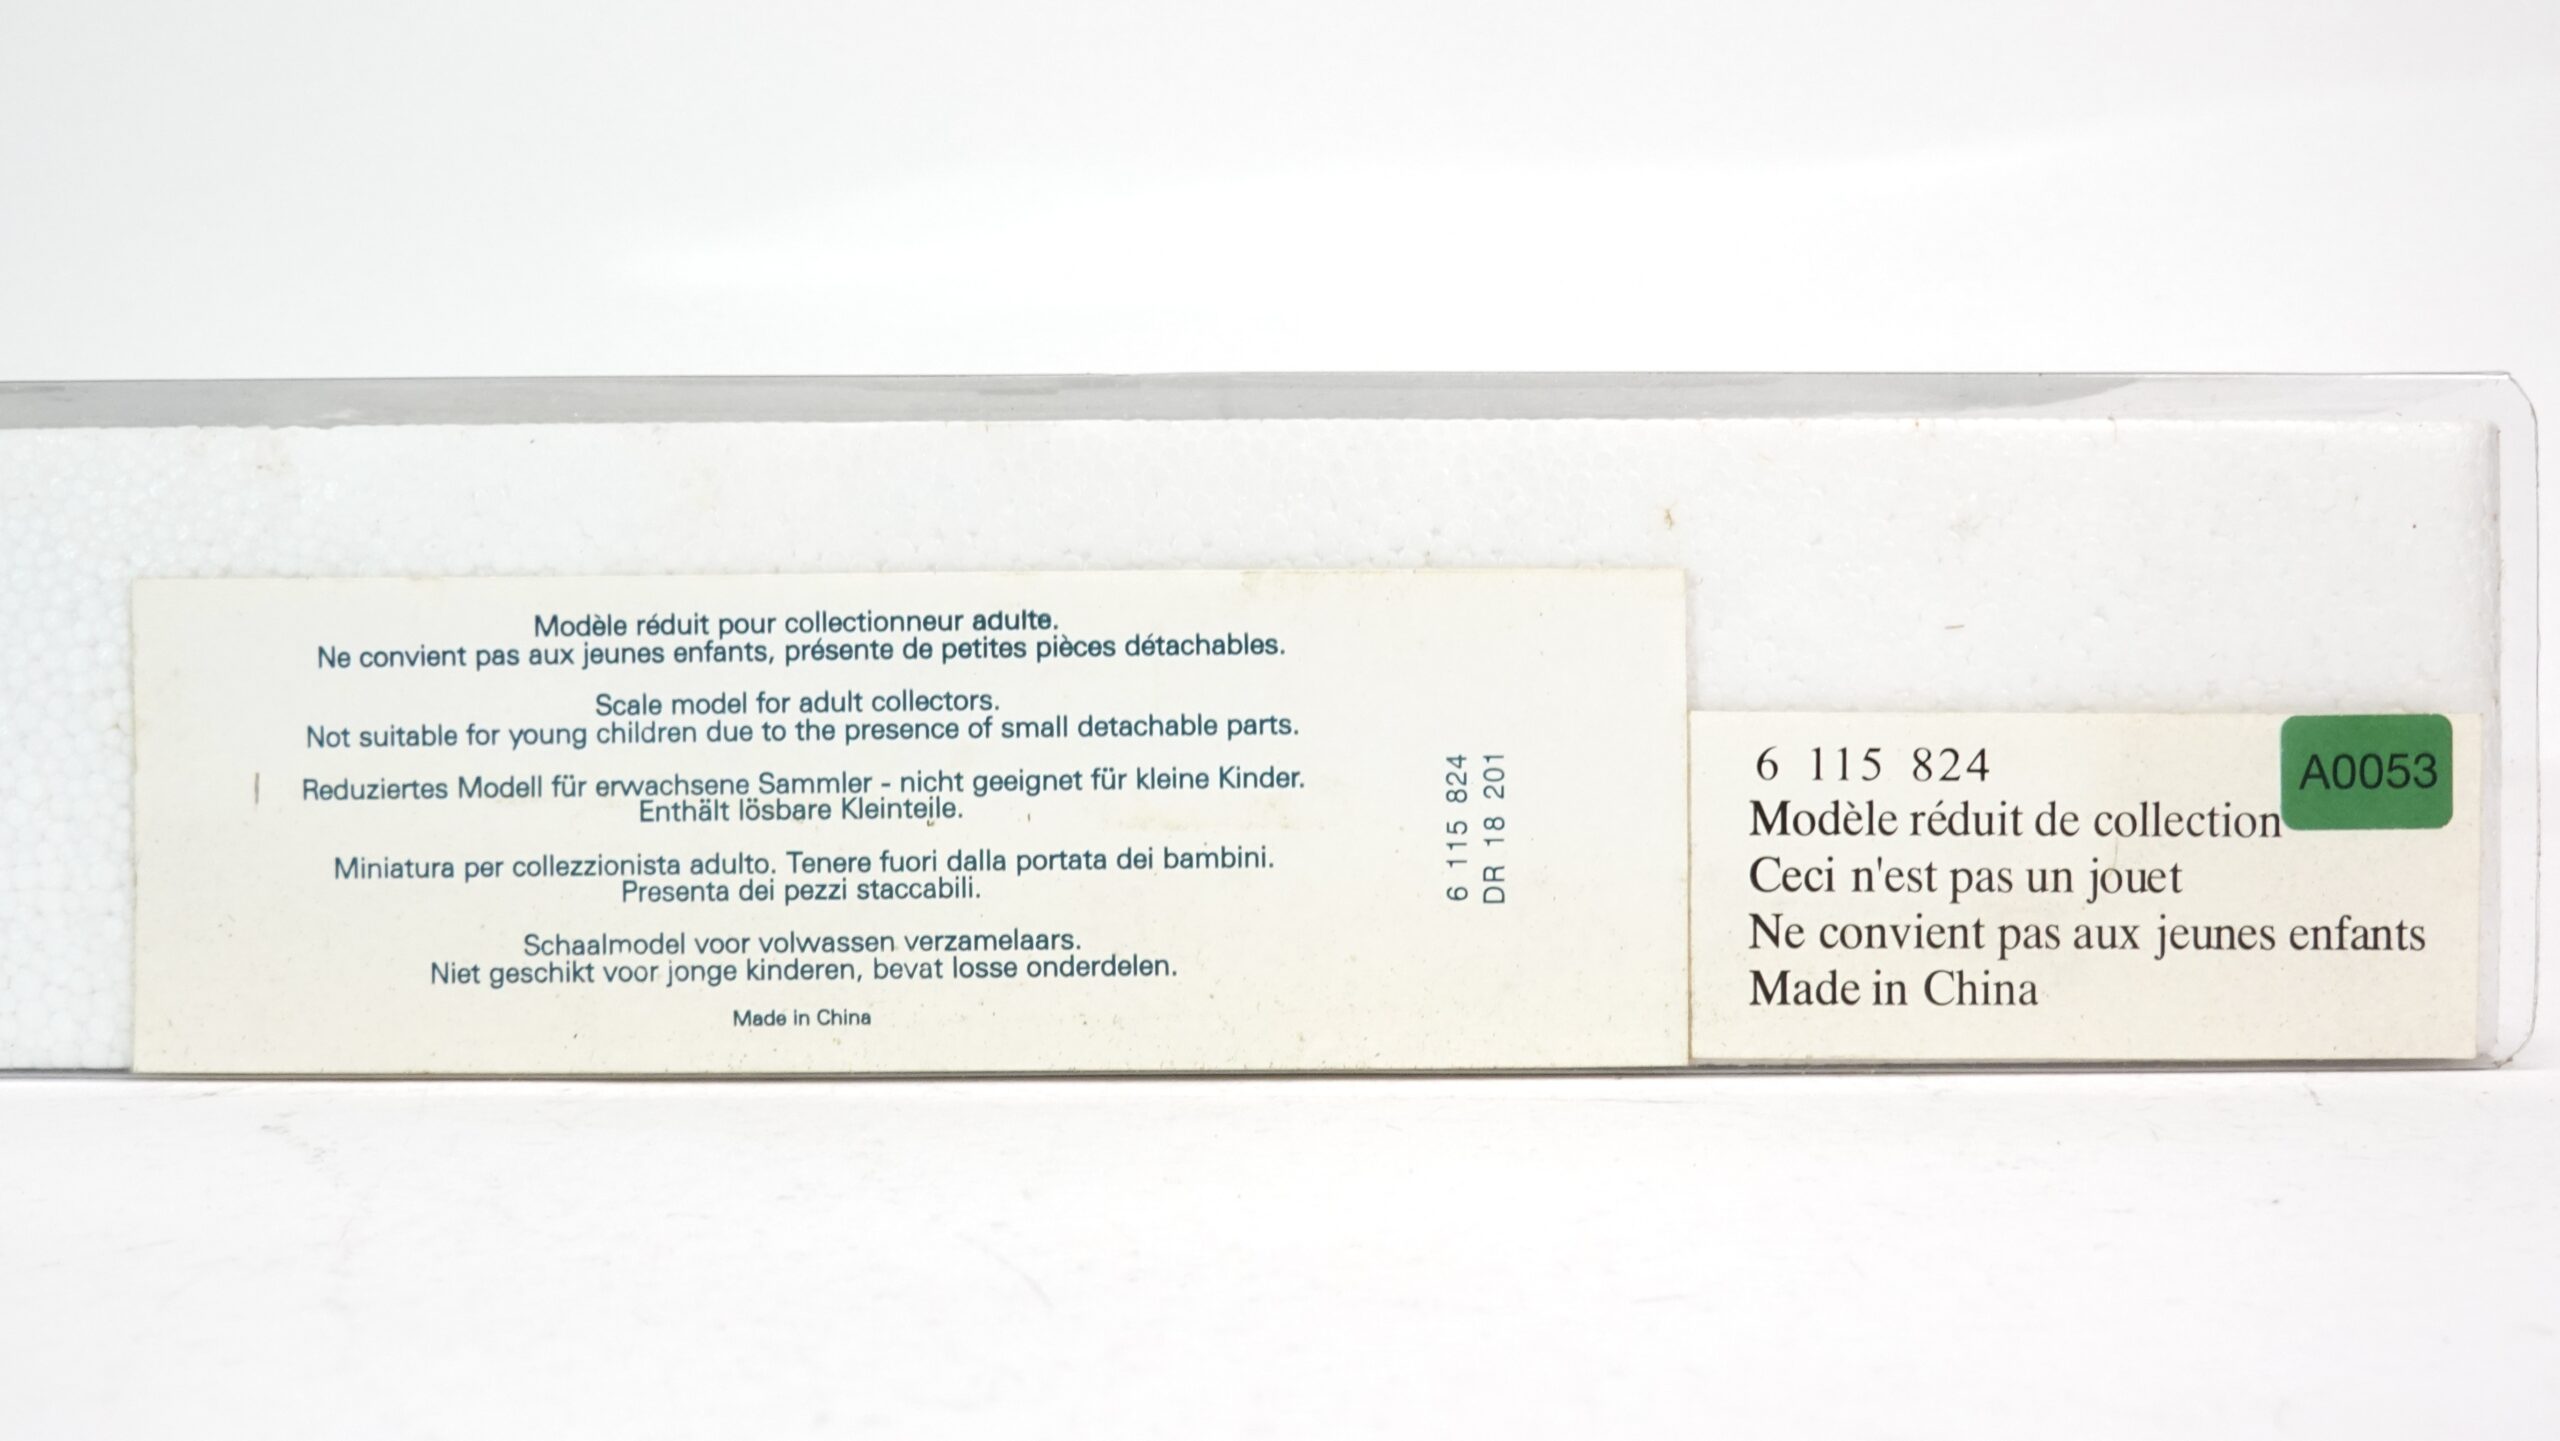 Modèle réduit pour collectionneur adulte.
Ne convient pas aux jeunes enfants, présente de petites pièces détachables.
Scale model for adult collectors.
Not suitable for young children due to the presence of small detachable parts.
Reduziertes Modell für erwachsene Sammler - nicht geeignet für kleine Kinder.
Enthält lösbare Kleinteile.
Miniatura per collezzionista adulto. Tenere fuori dalla portata dei bambini.
Presenta dei pezzi staccabili.
Schaalmodel voor volwassen verzamelaars.
Niet geschikt voor jonge kinderen, bevat losse onderdelen.
Made in China
6 115 824
DR 18 201
6 115 824
Modèle réduit de collection
Ceci n'est pas un jouet
Ne convient pas aux jeunes enfants
Made in China
A0053